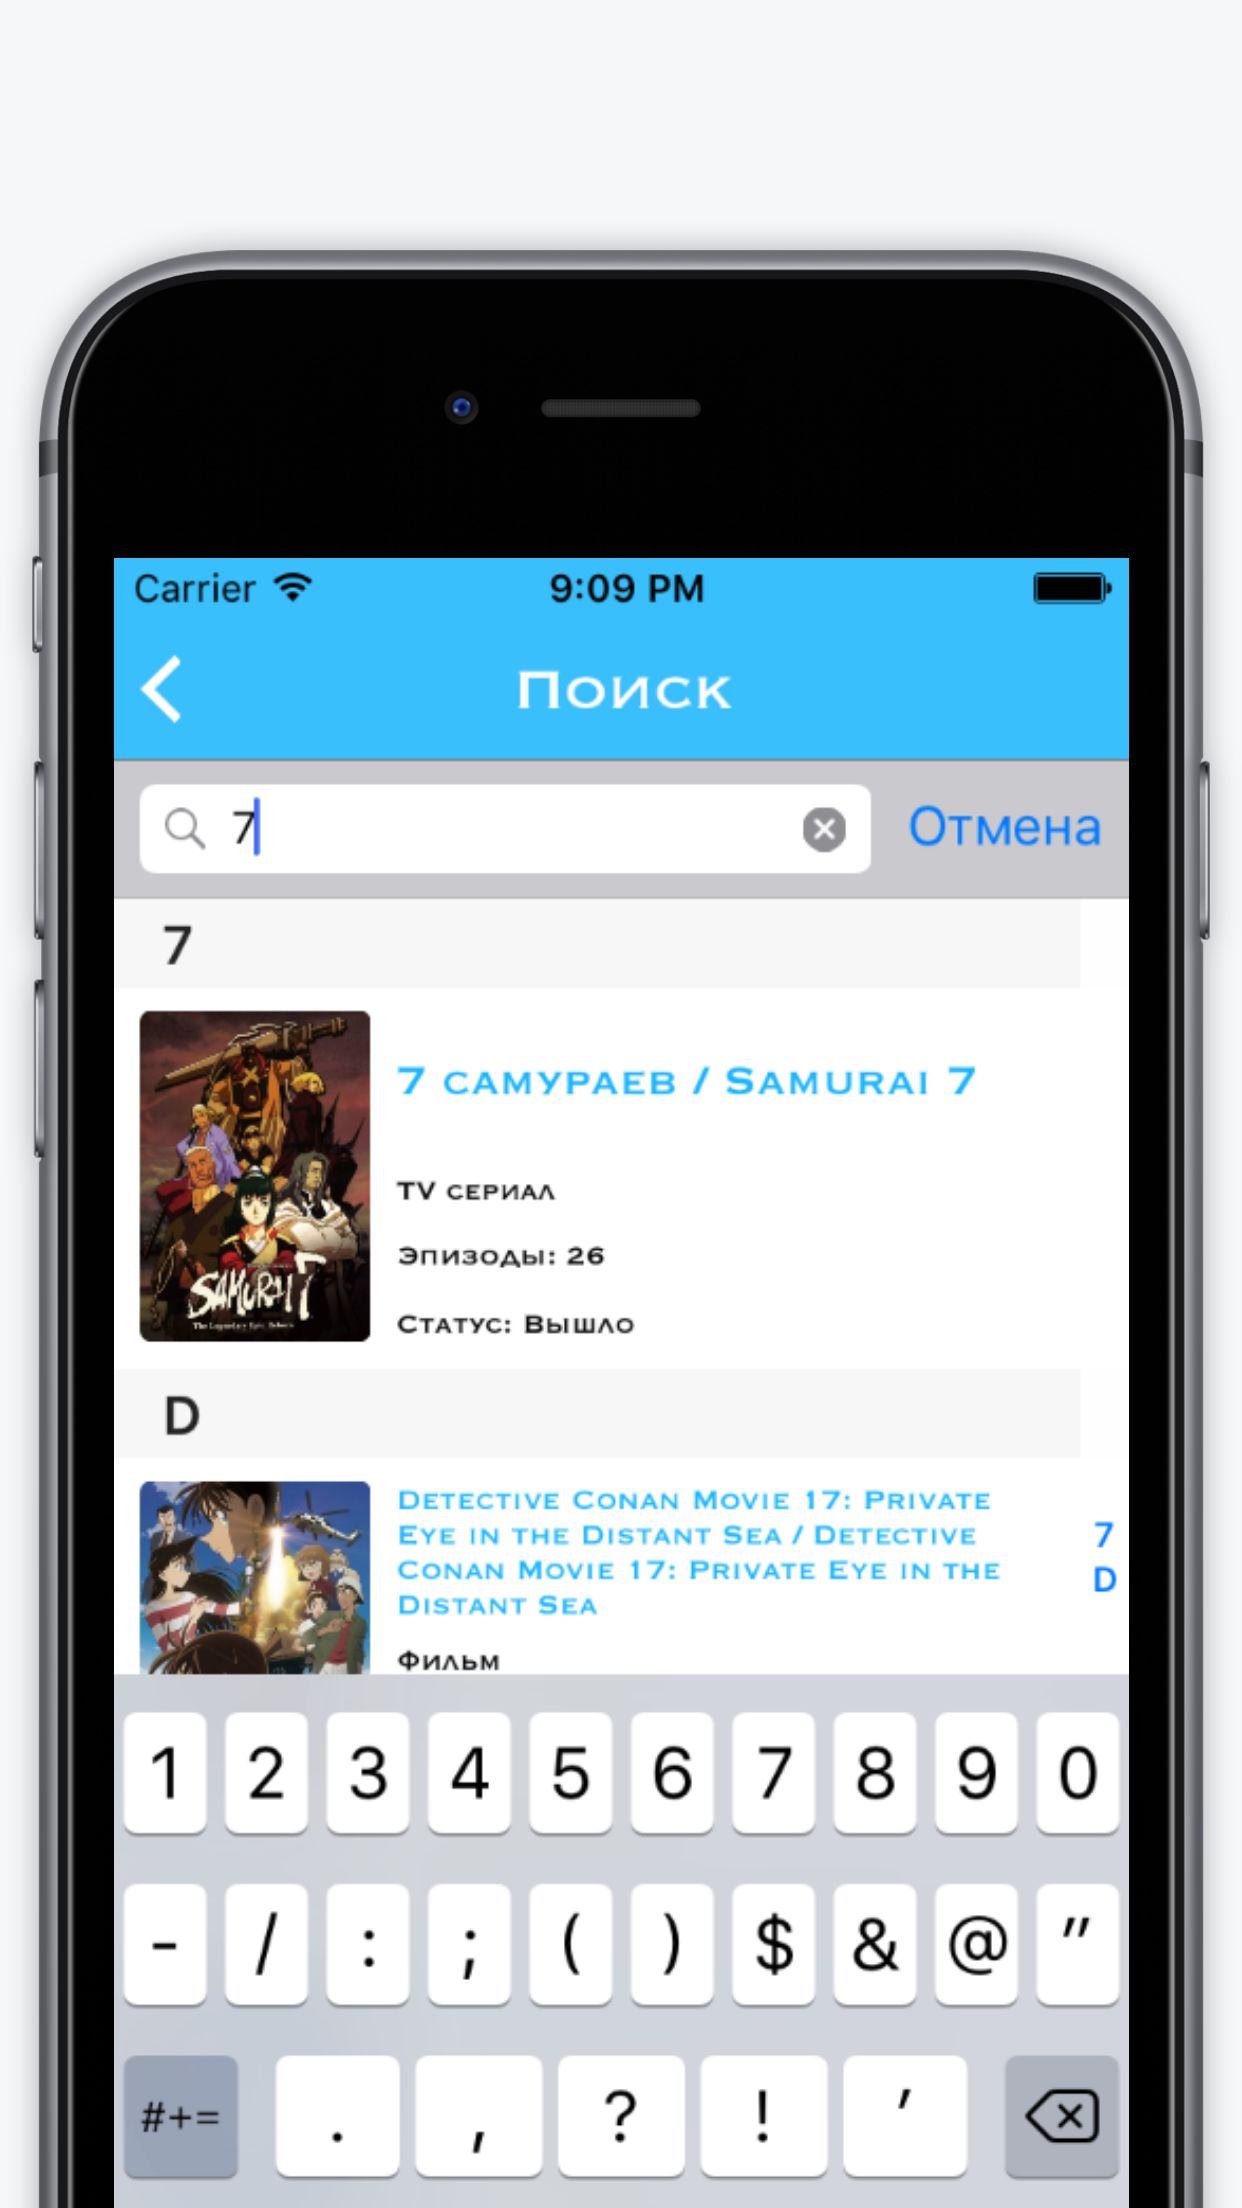 Carrier 9:09 PM
Поиск
7 Отмена
7
7 самураев / Samurai 7
TV сериал
Эпизоды: 26
Статус: Вышло
SAMURAI 7
D
Detective Conan Movie 17: Private
Eye in the Distant Sea / Detective
Conan Movie 17: Private Eye in the
Distant Sea
Фильм
7
D
1 2 3 4 5 6 7 8 9 0
- / : ; ( ) $ & @ "
#+= . , ? ! '